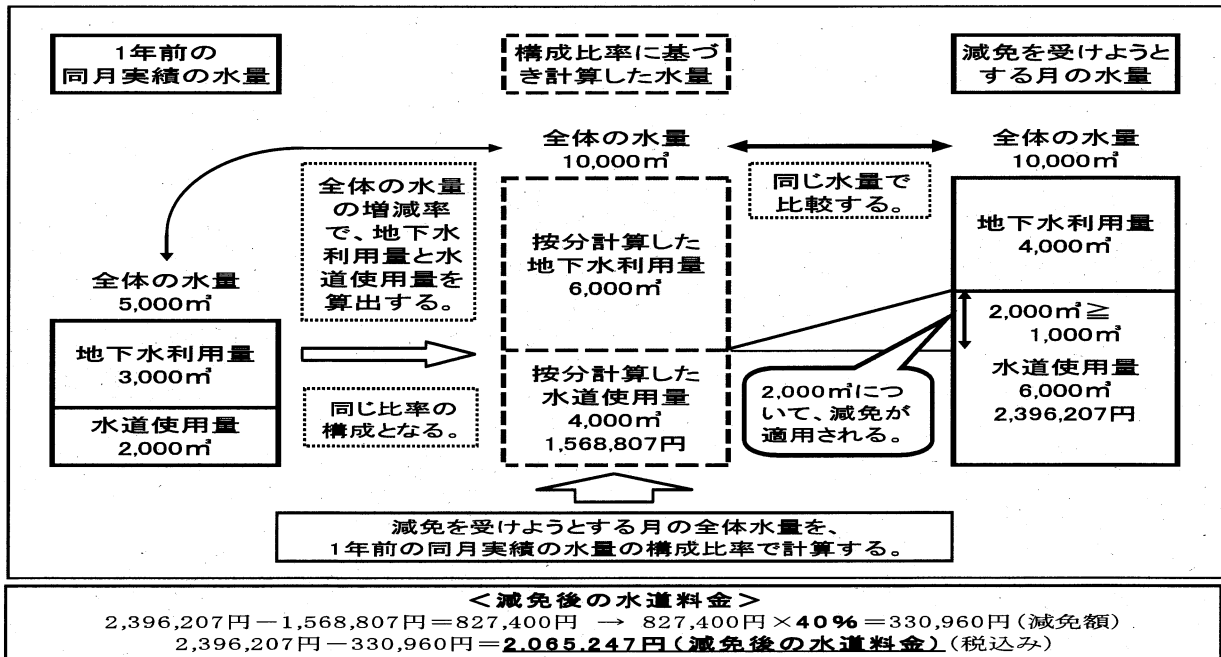 1年前の
同月実績の水量
構成比率に基づ
き計算した水量
減免を受けようと
する月の水量
全体の水量
10,000㎥
全体の水量
10,000㎥
全体の水量
の増減率
で、地下水
利用量と水
道使用量を
算出する。
同じ水量で
比較する。
全体の水量
5,000㎥
地下水利用量
3,000㎥
水道使用量
2,000㎥
同じ比率の
構成となる。
按分計算した
地下水利用量
6,000㎥
按分計算した
水道使用量
4,000㎥
1,568,807円
地下水利用量
4,000㎥
2,000㎥≧
1,000㎥
水道使用量
6,000㎥
2,396,207円
2,000㎥につ
いて、減免が
適用される。
減免を受けようとする月の全体水量を、
1年前の同月実績の水量の構成比率で計算する。
＜減免後の水道料金＞
2,396,207円－1,568,807円＝827,400円 → 827,400円×40%＝330,960円(減免額)
2,396,207円－330,960円＝2,065,247円(減免後の水道料金)(税込み)